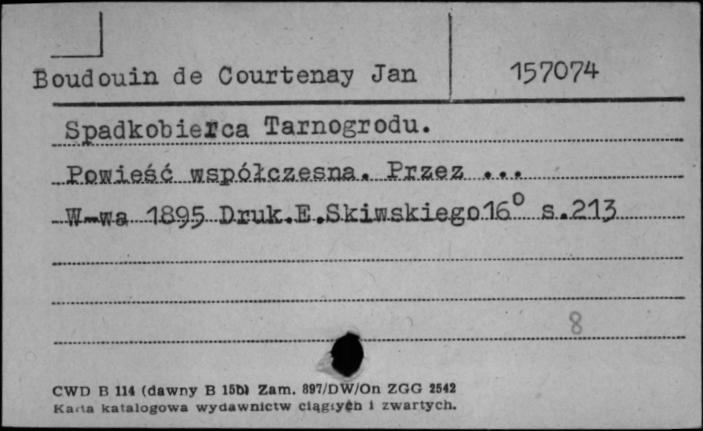 Boudouin de Courtenay Jan 157074
Spadkobierca Tarnogrodu.
Powieść współczesna. Przez ...
W-wa 1895 Druk.E.Skiwskiego 16° s.213
8
CWD B 114 (dawny B 15b) Zam. 897/DW/On ZGG 2542
Karta katalogowa wydawnictw ciągłych i zwartych.